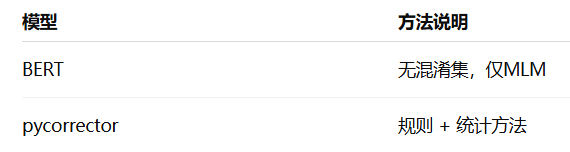 模型 方法说明
BERT 无混淆集，仅MLM
pycorrector 规则 + 统计方法